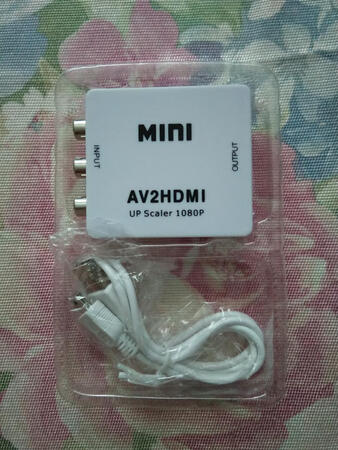 MINI
INPUT
OUTPUT
AV2HDMI
UP Scaler 1080P